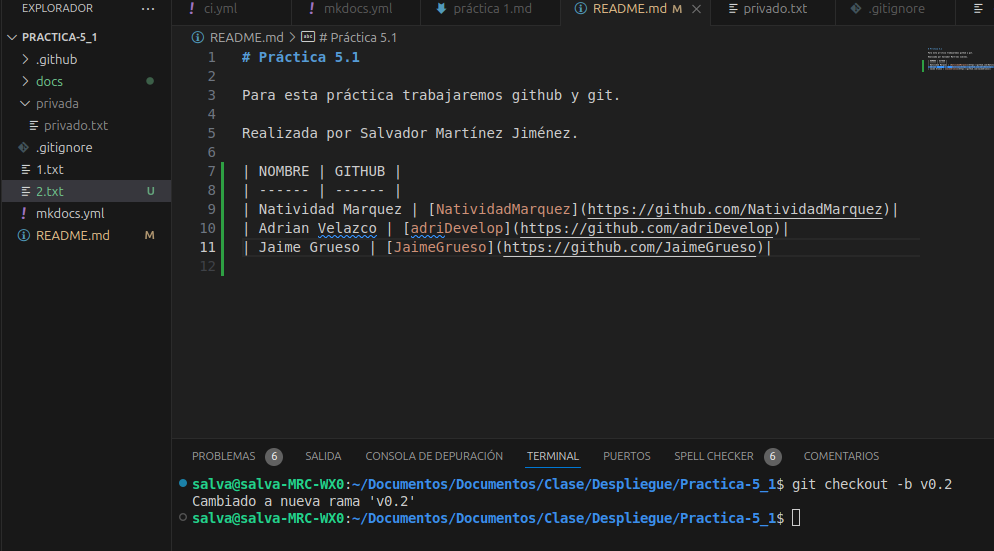 EXPLORADOR ...
PRACTICA-5_1
.github
docs
privada
privado.txt
.gitignore
1.txt
2.txt U
mkdocs.yml
README.md M
ci.yml mkdocs.yml práctica 1.md README.md M privado.txt .gitignore
README.md > # Práctica 5.1
1 # Práctica 5.1
2
3 Para esta práctica trabajaremos github y git.
4
5 Realizada por Salvador Martínez Jiménez.
6
7 | NOMBRE | GITHUB |
8 | ------ | ------ |
9 | Natividad Marquez | [NatividadMarquez](https://github.com/NatividadMarquez)|
10 | Adrian Velazco | [adriDevelop](https://github.com/adriDevelop)|
11 | Jaime Grueso | [JaimeGrueso](https://github.com/JaimeGrueso)|
12
PROBLEMAS 6 SALIDA CONSOLA DE DEPURACIÓN TERMINAL PUERTOS SPELL CHECKER 6 COMENTARIOS
salva@salva-MRC-WX0:~/Documentos/Documentos/Clase/Despliegue/Practica-5_1$ git checkout -b v0.2
Cambiado a nueva rama 'v0.2'
salva@salva-MRC-WX0:~/Documentos/Documentos/Clase/Despliegue/Practica-5_1$